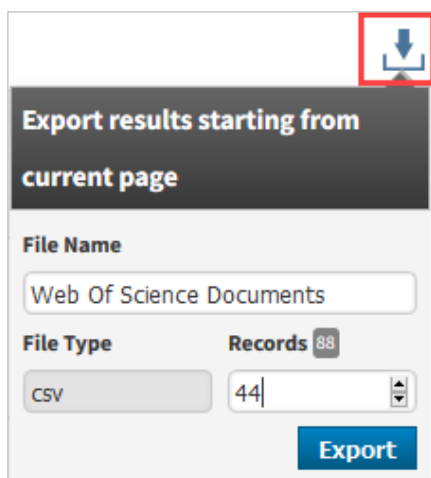 Export results starting from
current page
File Name
Web Of Science Documents
File Type Records 88
csv 44
Export